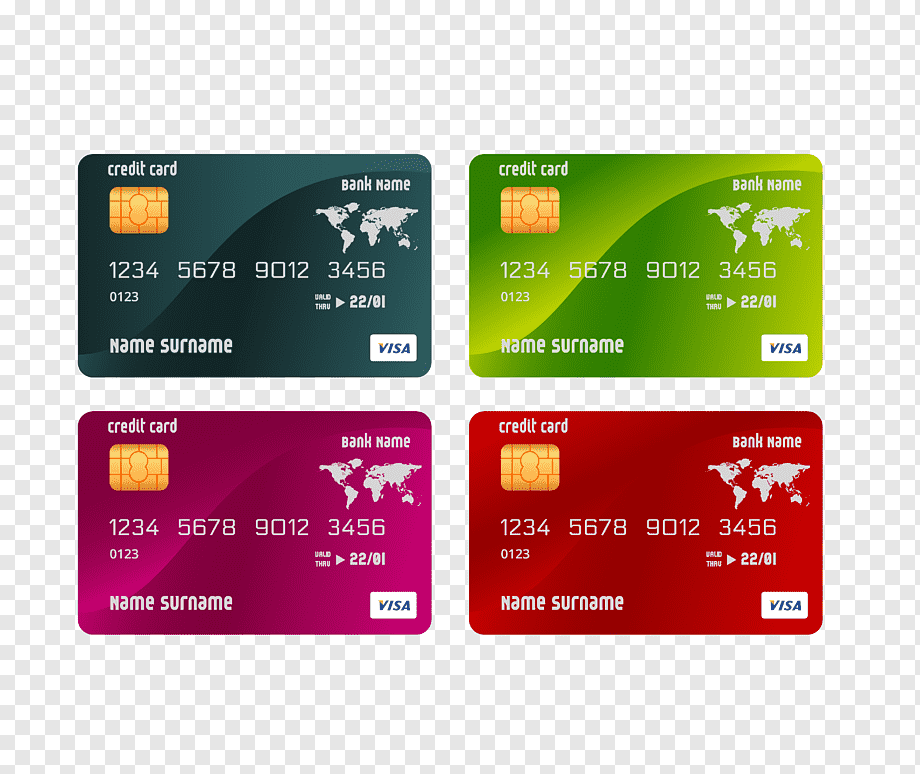 credit card
Bank Name
1234 5678 9012 3456
0123
VALID THRU 22/01
Name Surname
VISA
credit card
Bank Name
1234 5678 9012 3456
0123
VALID THRU 22/01
Name Surname
VISA
credit card
Bank Name
1234 5678 9012 3456
0123
VALID THRU 22/01
Name Surname
VISA
credit card
Bank Name
1234 5678 9012 3456
0123
VALID THRU 22/01
Name Surname
VISA